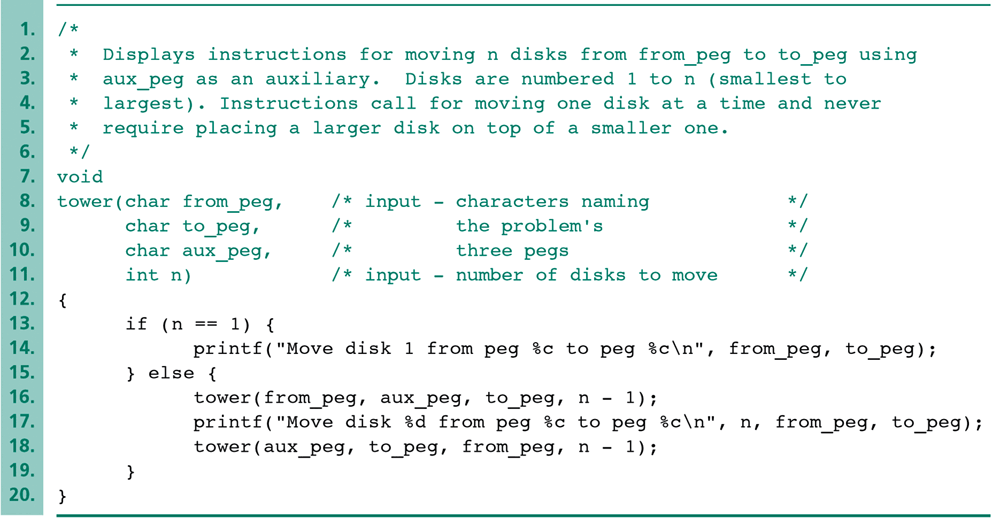 1. /*
2.  *  Displays instructions for moving n disks from from_peg to to_peg using
3.  *  aux_peg as an auxiliary.  Disks are numbered 1 to n (smallest to
4.  *  largest). Instructions call for moving one disk at a time and never
5.  *  require placing a larger disk on top of a smaller one.
6.  */
7. void
8. tower(char from_peg,    /* input - characters naming            */
9.       char to_peg,      /*         the problem's                */
10.       char aux_peg,     /*         three pegs                   */
11.       int n)            /* input - number of disks to move      */
12. {
13.       if (n == 1) {
14.             printf("Move disk 1 from peg %c to peg %c\n", from_peg, to_peg);
15.       } else {
16.             tower(from_peg, aux_peg, to_peg, n - 1);
17.             printf("Move disk %d from peg %c to peg %c\n", n, from_peg, to_peg);
18.             tower(aux_peg, to_peg, from_peg, n - 1);
19.       }
20. }